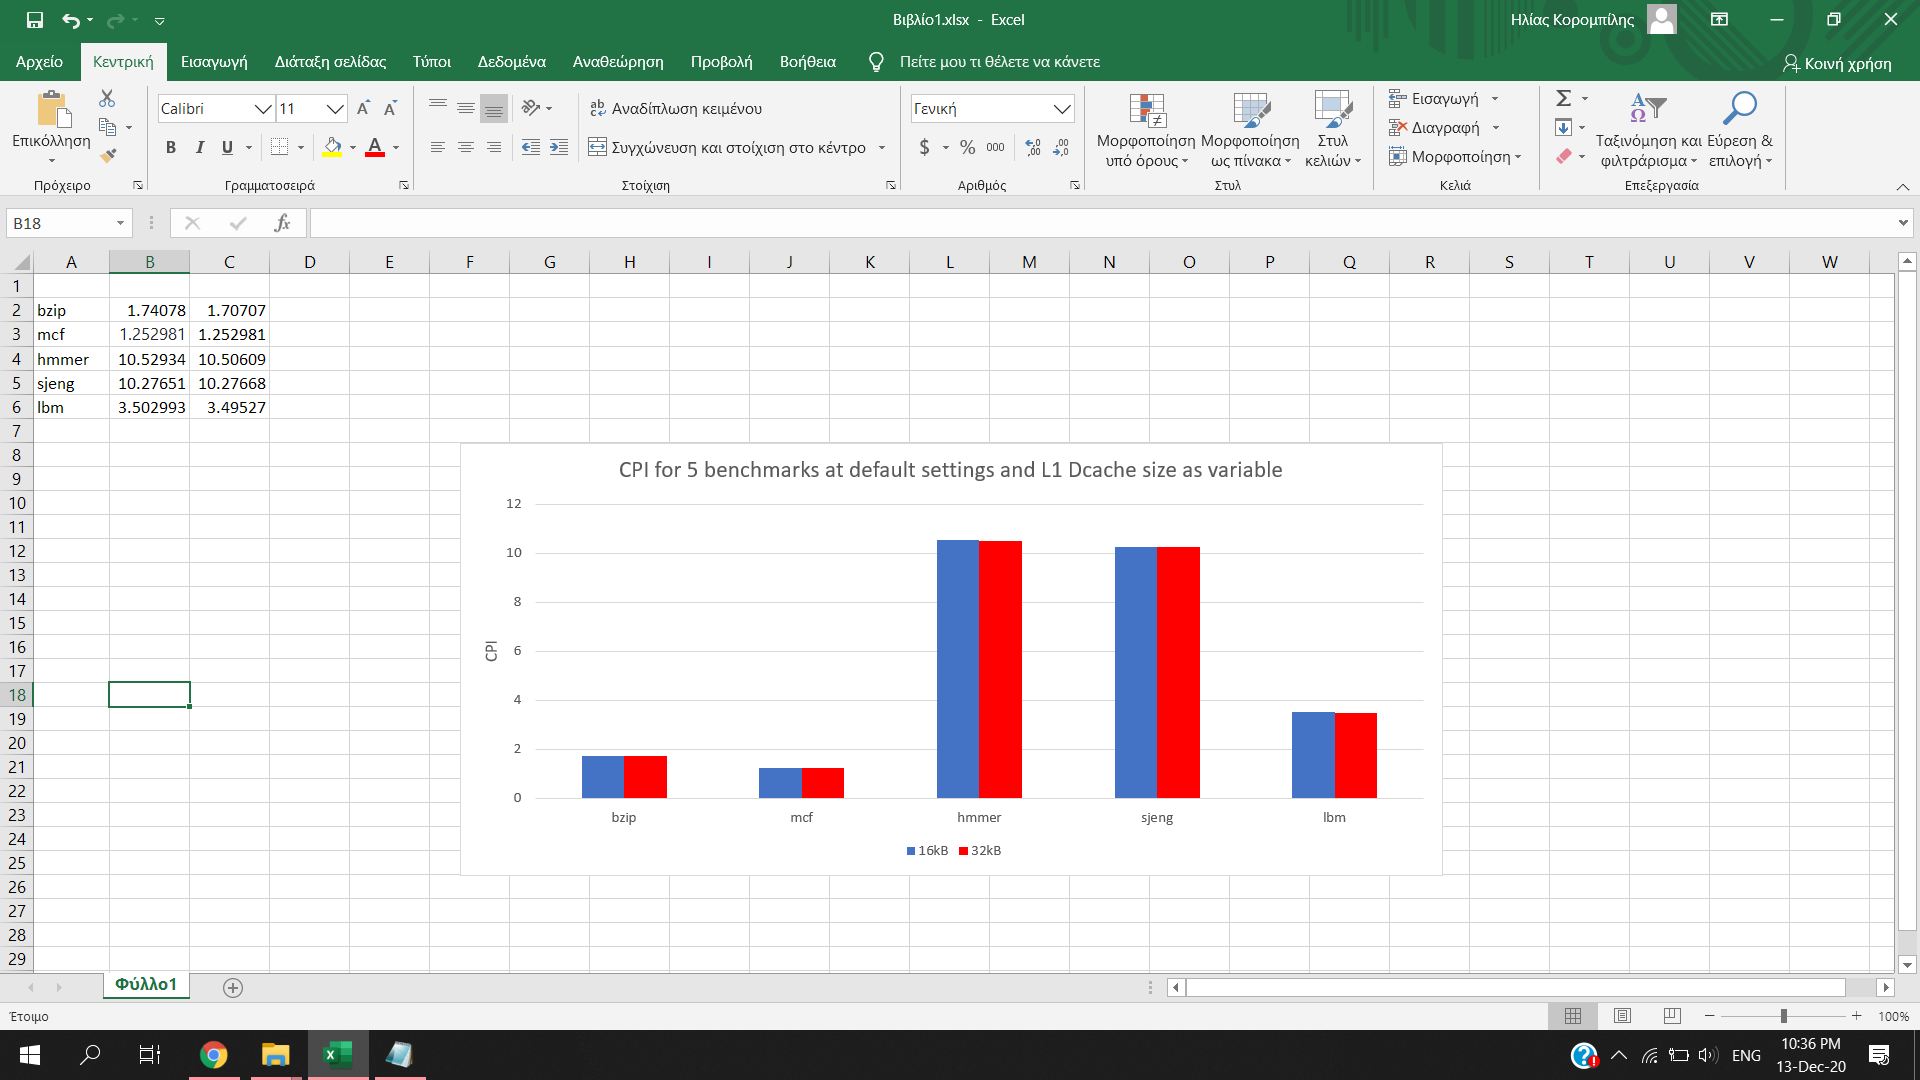 Βιβλίο1.xlsx - Excel
Ηλίας Κορομπίλης
Αρχείο Κεντρική Εισαγωγή Διάταξη σελίδας Τύποι Δεδομένα Αναθεώρηση Προβολή Βοήθεια Πείτε μου τι θέλετε να κάνετε Κοινή χρήση
Επικόλληση
Πρόχειρο
Calibri 11
B I U A
Γραμματοσειρά
Αναδίπλωση κειμένου
Συγχώνευση και στοίχιση στο κέντρο
Στοίχιση
Γενική
$ % 000
Αριθμός
Μορφοποίηση υπό όρους
Μορφοποίηση ως πίνακα
Στυλ κελιών
Στυλ
Εισαγωγή
Διαγραφή
Μορφοποίηση
Κελιά
Ταξινόμηση και φιλτράρισμα
Εύρεση & επιλογή
Επεξεργασία
B18 fx
A B C D E F G H I J K L M N O P Q R S T U V W
1
2 bzip 1.74078 1.70707
3 mcf 1.252981 1.252981
4 hmmer 10.52934 10.50609
5 sjeng 10.27651 10.27668
6 lbm 3.502993 3.49527
7
8
9
10
11
12
13
14
15
16
17
18
19
20
21
22
23
24
25
26
27
28
29
CPI for 5 benchmarks at default settings and L1 Dcache size as variable
12
10
8
6
4
2
0
CPI
bzip mcf hmmer sjeng lbm
16kB 32kB
Φύλλο1
Έτοιμο
100%
ENG
10:36 PM
13-Dec-20